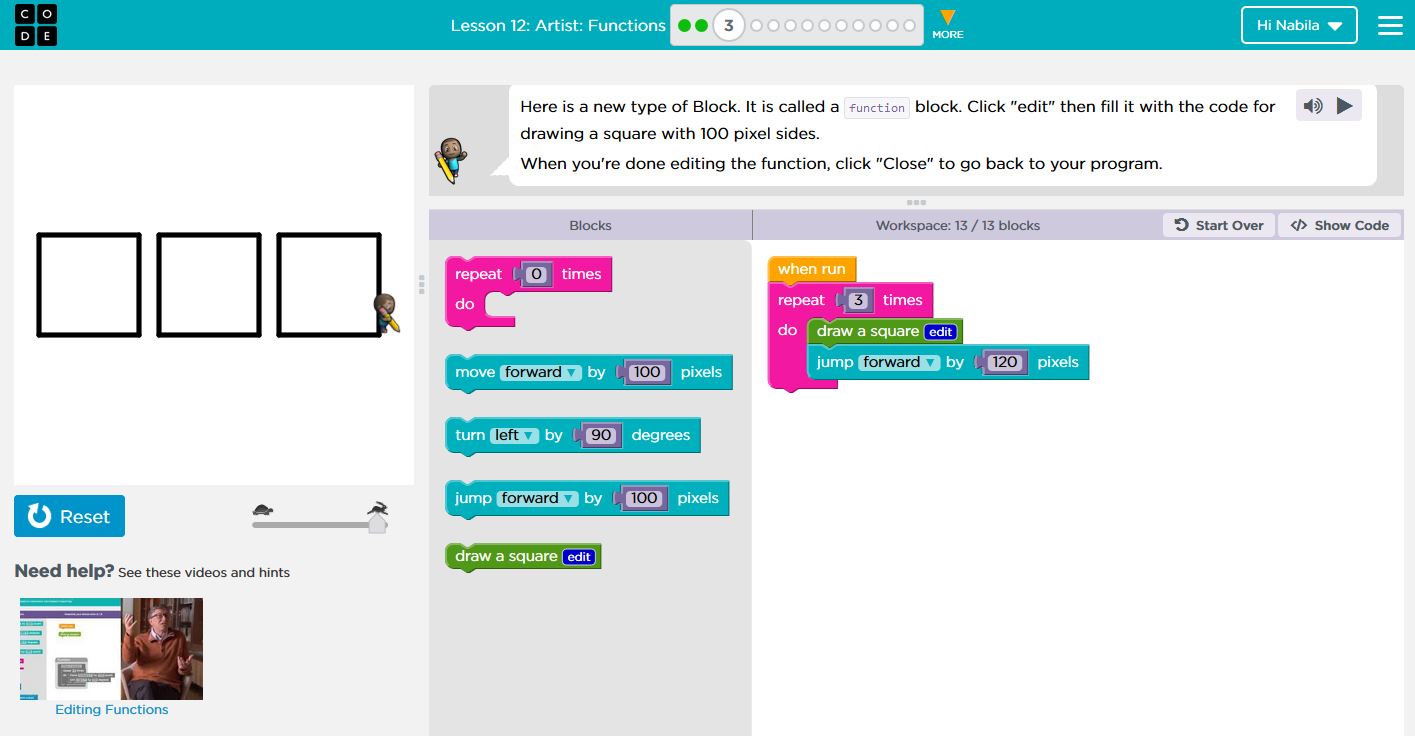 C O
D E
Lesson 12: Artist: Functions
3
MORE
Hi Nabila
Here is a new type of Block. It is called a function block. Click "edit" then fill it with the code for
drawing a square with 100 pixel sides.
When you're done editing the function, click "Close" to go back to your program.
Blocks
Workspace: 13 / 13 blocks
Start Over
</> Show Code
repeat 0 times
do
move forward by 100 pixels
turn left by 90 degrees
jump forward by 100 pixels
draw a square edit
when run
repeat 3 times
do draw a square edit
jump forward by 120 pixels
Reset
Need help? See these videos and hints
Editing Functions